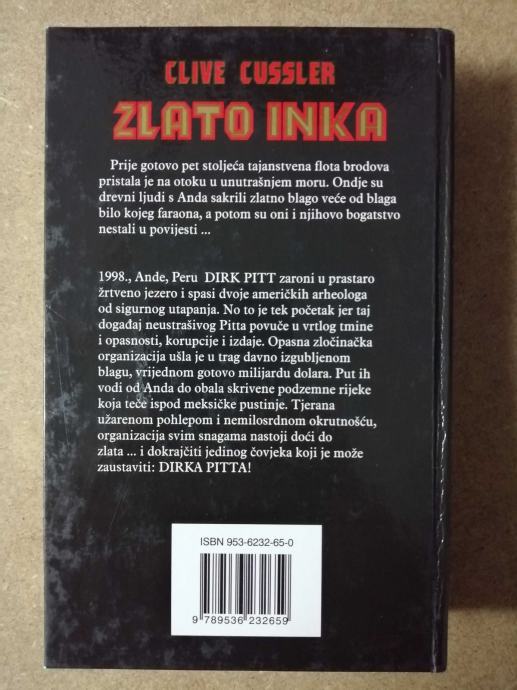 CLIVE CUSSLER
ZLATO INKA
Prije gotovo pet stoljeća tajanstvena flota brodova
pristala je na otoku u unutrašnjem moru. Ondje su
drevni ljudi s Anda sakrili zlatno blago veće od blaga
bilo kojeg faraona, a potom su oni i njihovo bogatstvo
nestali u povijesti ...
1998., Ande, Peru DIRK PITT zaroni u prastaro
žrtveno jezero i spasi dvoje američkih arheologa
od sigurnog utapanja. No to je tek početak jer taj
događaj neustrašivog Pitta povuče u vrtlog tmine
i opasnosti, korupcije i izdaje. Opasna zločinačka
organizacija ušla je u trag davno izgubljenom
blagu, vrijednom gotovo milijardu dolara. Put ih
vodi od Anda do obala skrivene podzemne rijeke
koja teče ispod meksičke pustinje. Tjerana
užarenom pohlepom i nemilosrdnom okrutnošću,
organizacija svim snagama nastoji doći do
zlata ... i dokrajčiti jedinog čovjeka koji je može
zaustaviti: DIRKA PITTA!
ISBN 953-6232-65-0
9 789536 232659